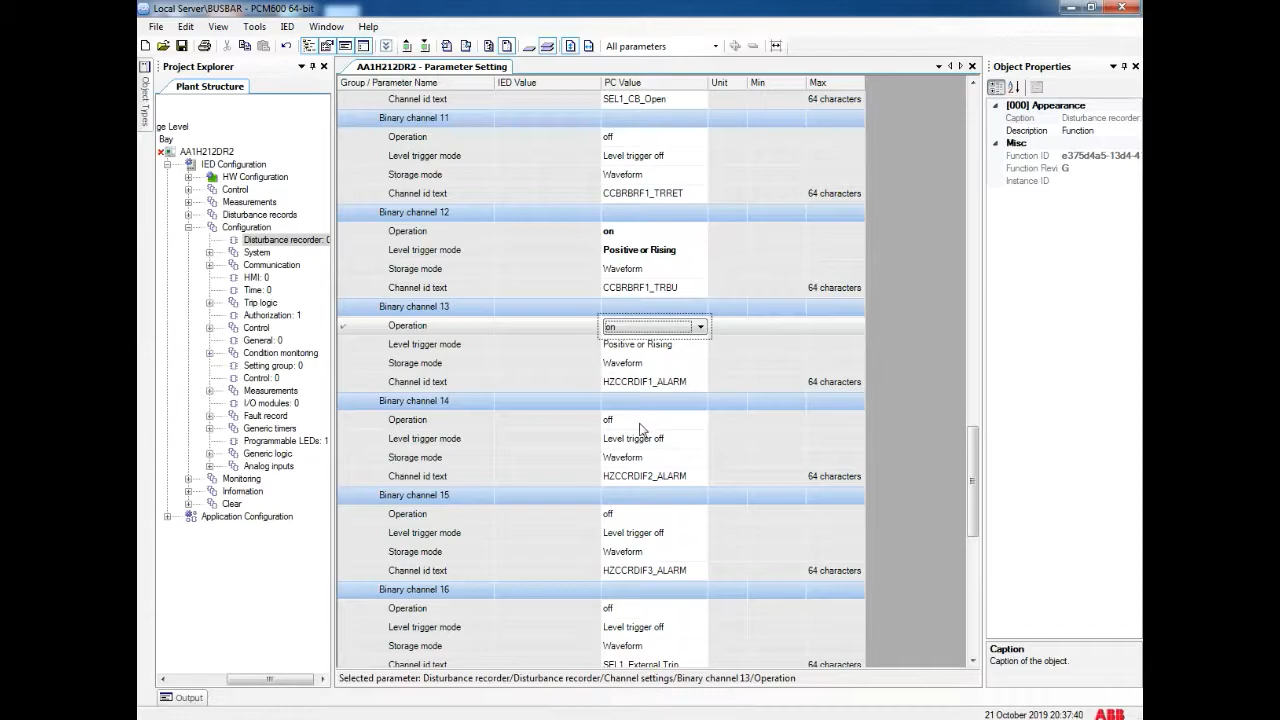 Local Server\BUSBAR - PCM600 64-bit
File Edit View Tools IED Window Help
All parameters
Project Explorer
Plant Structure
Object Types
ge Level
Bay
AA1H212DR2
IED Configuration
HW Configuration
Control
Measurements
Disturbance records
Configuration
Disturbance recorder: 0
System
Communication
HMI: 0
Time: 0
Trip logic
Authorization: 1
Control
General: 0
Condition monitoring
Setting group: 0
Control: 0
Measurements
I/O modules: 0
Fault record
Generic timers
Programmable LEDs: 1
Generic logic
Analog inputs
Monitoring
Information
Clear
Application Configuration
Output
AA1H212DR2 - Parameter Setting
Group / Parameter Name IED Value PC Value Unit Min Max
Channel id text SEL1_CB_Open 64 characters
Binary channel 11
Operation off
Level trigger mode Level trigger off
Storage mode Waveform
Channel id text CCBRBRF1_TRRET 64 characters
Binary channel 12
Operation on
Level trigger mode Positive or Rising
Storage mode Waveform
Channel id text CCBRBRF1_TRBU 64 characters
Binary channel 13
Operation on
Level trigger mode Positive or Rising
Storage mode Waveform
Channel id text HZCCRDIF1_ALARM 64 characters
Binary channel 14
Operation off
Level trigger mode Level trigger off
Storage mode Waveform
Channel id text HZCCRDIF2_ALARM 64 characters
Binary channel 15
Operation off
Level trigger mode Level trigger off
Storage mode Waveform
Channel id text HZCCRDIF3_ALARM 64 characters
Binary channel 16
Operation off
Level trigger mode Level trigger off
Storage mode Waveform
Channel id text SEL1_External_Trip 64 characters
Selected parameter: Disturbance recorder/Disturbance recorder/Channel settings/Binary channel 13/Operation
Object Properties
[000] Appearance
Caption Disturbance recorder
Description Function
Misc
Function ID e375d4a5-13d4-4
Function Revi G
Instance ID
Caption
Caption of the object.
21 October 2019 20:37:40 ABB